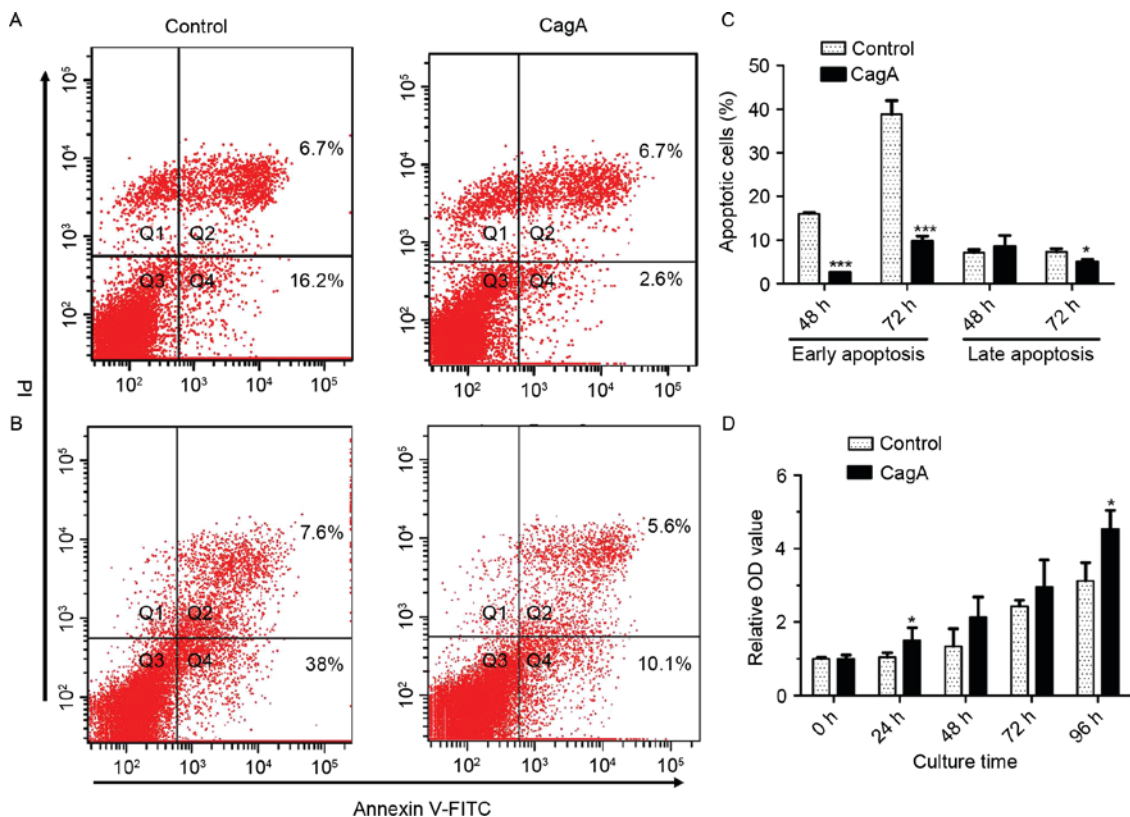 A
Control
CagA
PI
10⁵
10⁴
10³
10²
6.7%
Q1 Q2
Q3 Q4
16.2%
10² 10³ 10⁴ 10⁵
10⁵
10⁴
10³
10²
6.7%
Q1 Q2
Q3 Q4
2.6%
10² 10³ 10⁴ 10⁵
B
10⁵
10⁴
10³
10²
7.6%
Q1 Q2
Q3 Q4
38%
10² 10³ 10⁴ 10⁵
10⁵
10⁴
10³
10²
5.6%
Q1 Q2
Q3 Q4
10.1%
10² 10³ 10⁴ 10⁵
Annexin V-FITC
C
Control
CagA
Apoptotic cells (%)
50
40
30
20
10
0
***
***
*
48 h 72 h 48 h 72 h
Early apoptosis Late apoptosis
D
Control
CagA
Relative OD value
6
4
2
0
*
*
0 h 24 h 48 h 72 h 96 h
Culture time